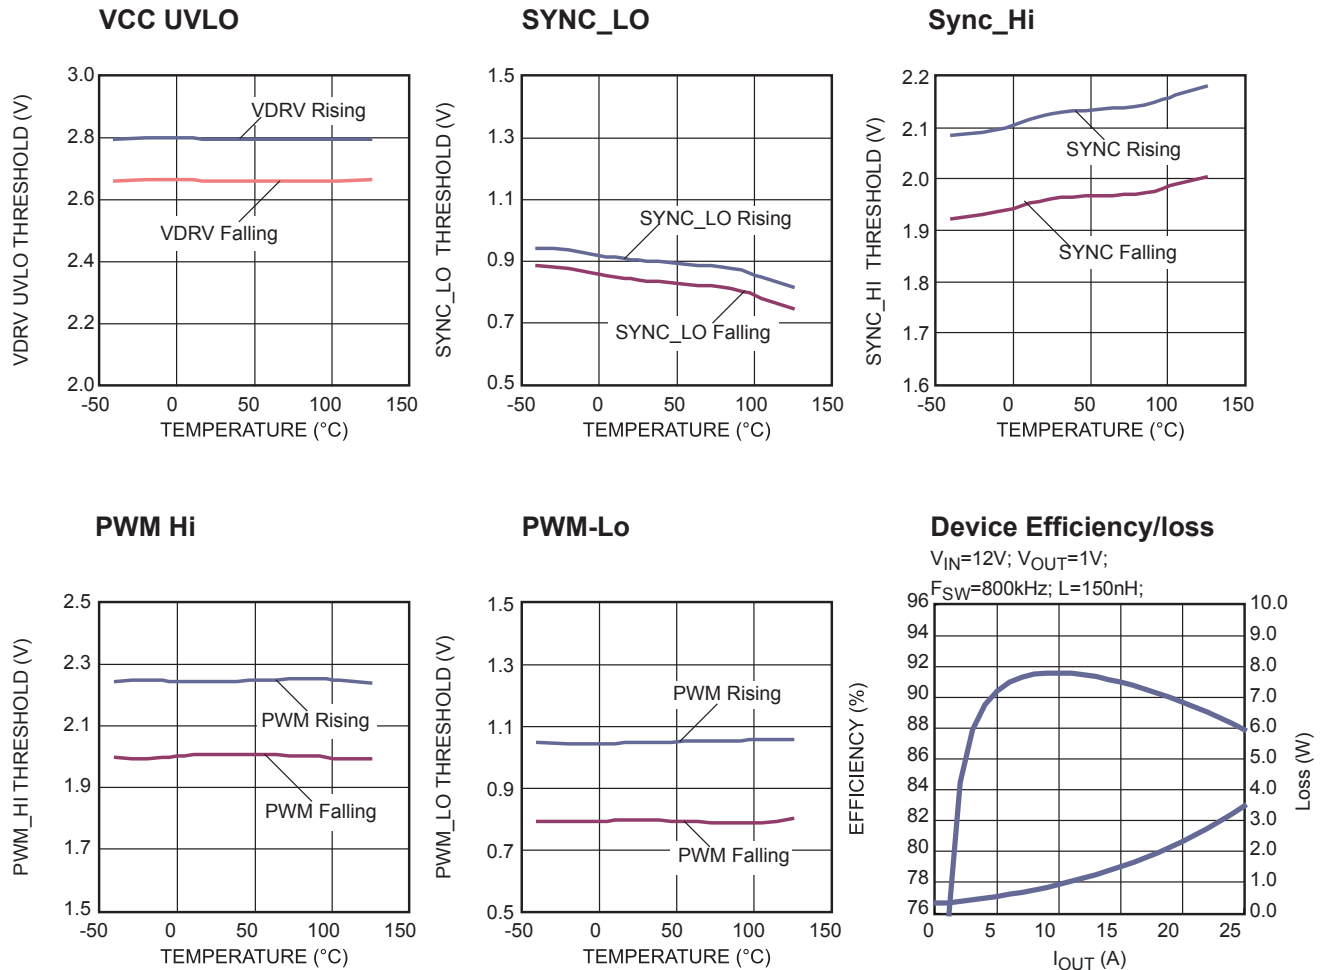 VCC UVLO
VDRV UVLO THRESHOLD (V)
3.0
2.8
2.6
2.4
2.2
2.0
VDRV Rising
VDRV Falling
-50 0 50 100 150
TEMPERATURE (°C)
SYNC_LO
SYNC_LO THRESHOLD (V)
1.5
1.3
1.1
0.9
0.7
0.5
SYNC_LO Rising
SYNC_LO Falling
-50 0 50 100 150
TEMPERATURE (°C)
Sync_Hi
SYNC_HI THRESHOLD (V)
2.2
2.1
2.0
1.9
1.8
1.7
1.6
SYNC Rising
SYNC Falling
-50 0 50 100 150
TEMPERATURE (°C)
PWM Hi
PWM_HI THRESHOLD (V)
2.5
2.3
2.1
1.9
1.7
1.5
PWM Rising
PWM Falling
-50 0 50 100 150
TEMPERATURE (°C)
PWM-Lo
PWM_LO THRESHOLD (V)
1.5
1.3
1.1
0.9
0.7
0.5
PWM Rising
PWM Falling
-50 0 50 100 150
TEMPERATURE (°C)
Device Efficiency/loss
VIN=12V; VOUT=1V;
FSW=800kHz; L=150nH;
EFFICIENCY (%)
96
94
92
90
88
86
84
82
80
78
76
10.0
9.0
8.0
7.0
6.0
5.0
4.0
3.0
2.0
1.0
0.0
Loss (W)
0 5 10 15 20 25
IOUT (A)